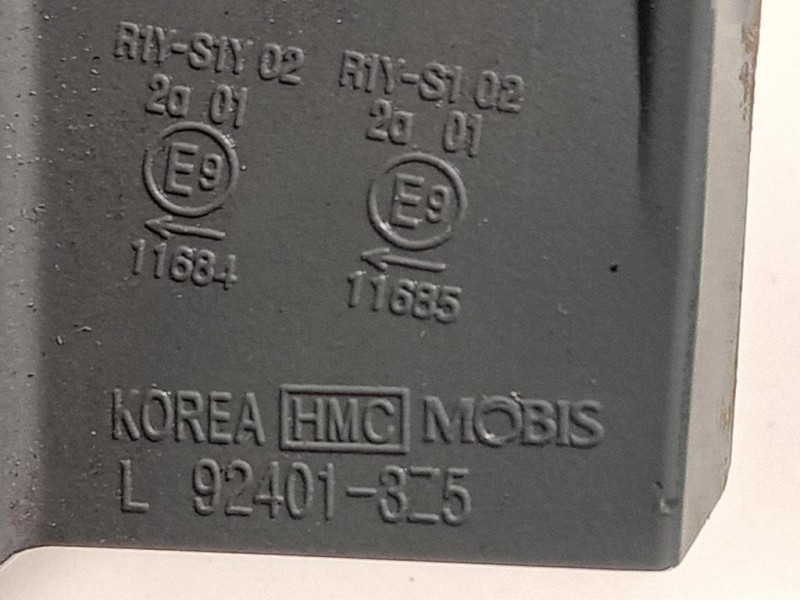 R1Y-S1Y 02
2a 01
E9
11684
R1Y-S1 02
2a 01
E9
11685
KOREA HMC MOBIS
L 92401-3Z5